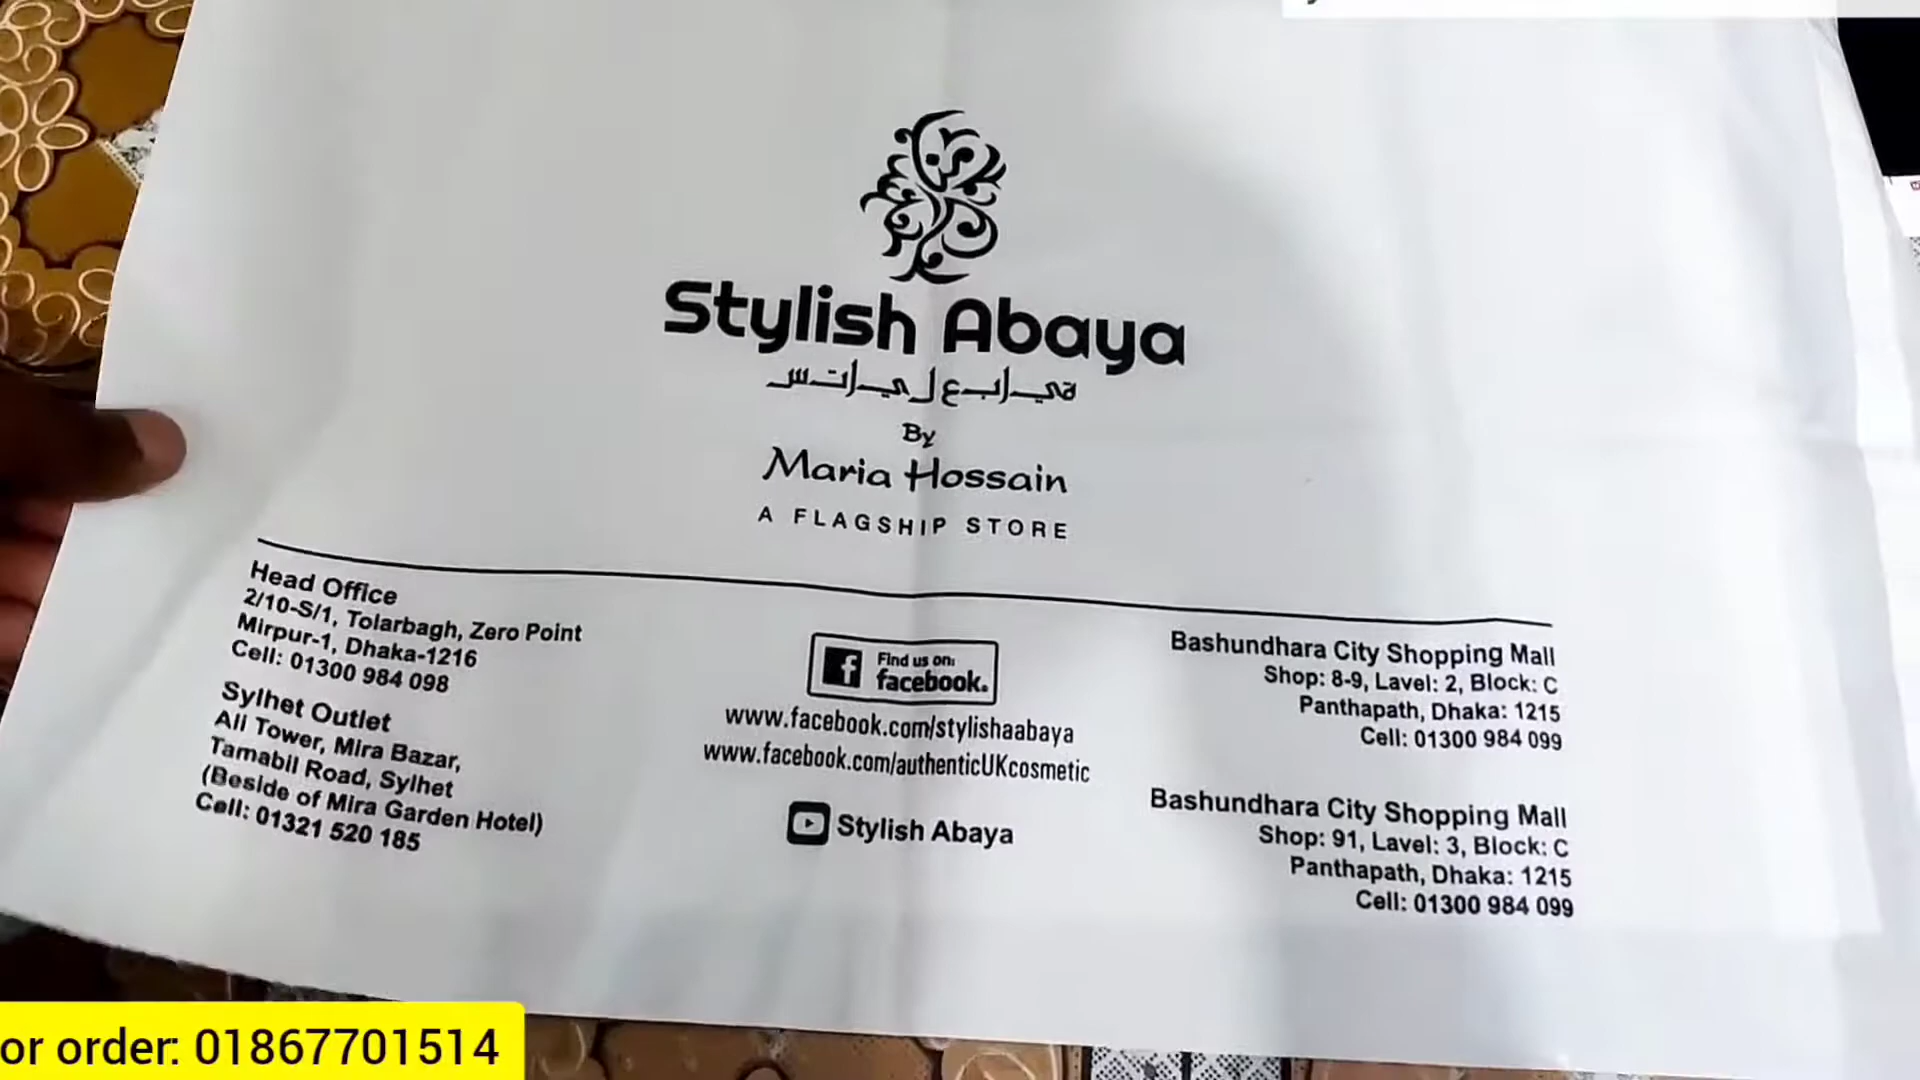 Stylish Abaya
ةيابع ل يلاتس
By
Maria Hossain
A FLAGSHIP STORE
Head Office
2/10-S/1, Tolarbagh, Zero Point
Mirpur-1, Dhaka-1216
Cell: 01300 984 098
Sylhet Outlet
Ali Tower, Mira Bazar,
Tamabil Road, Sylhet
(Beside of Mira Garden Hotel)
Cell: 01321 520 185
Find us on:
facebook.
www.facebook.com/stylishaabaya
www.facebook.com/authenticUKcosmetic
Stylish Abaya
Bashundhara City Shopping Mall
Shop: 8-9, Lavel: 2, Block: C
Panthapath, Dhaka: 1215
Cell: 01300 984 099
Bashundhara City Shopping Mall
Shop: 91, Lavel: 3, Block: C
Panthapath, Dhaka: 1215
Cell: 01300 984 099
or order: 01867701514